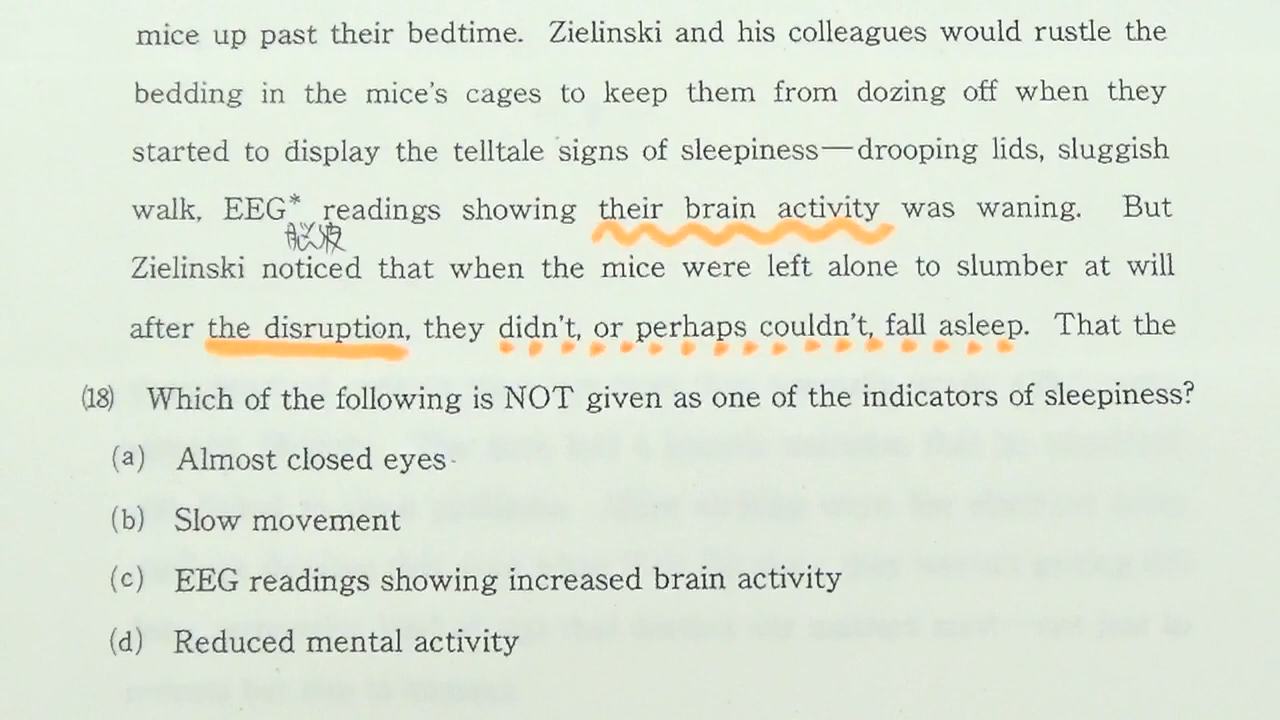 mice up past their bedtime. Zielinski and his colleagues would rustle the
bedding in the mice's cages to keep them from dozing off when they
started to display the telltale signs of sleepiness—drooping lids, sluggish
walk, EEG* readings showing their brain activity was waning. But
脳波
Zielinski noticed that when the mice were left alone to slumber at will
after the disruption, they didn't, or perhaps couldn't, fall asleep. That the
(18) Which of the following is NOT given as one of the indicators of sleepiness?
(a) Almost closed eyes
(b) Slow movement
(c) EEG readings showing increased brain activity
(d) Reduced mental activity